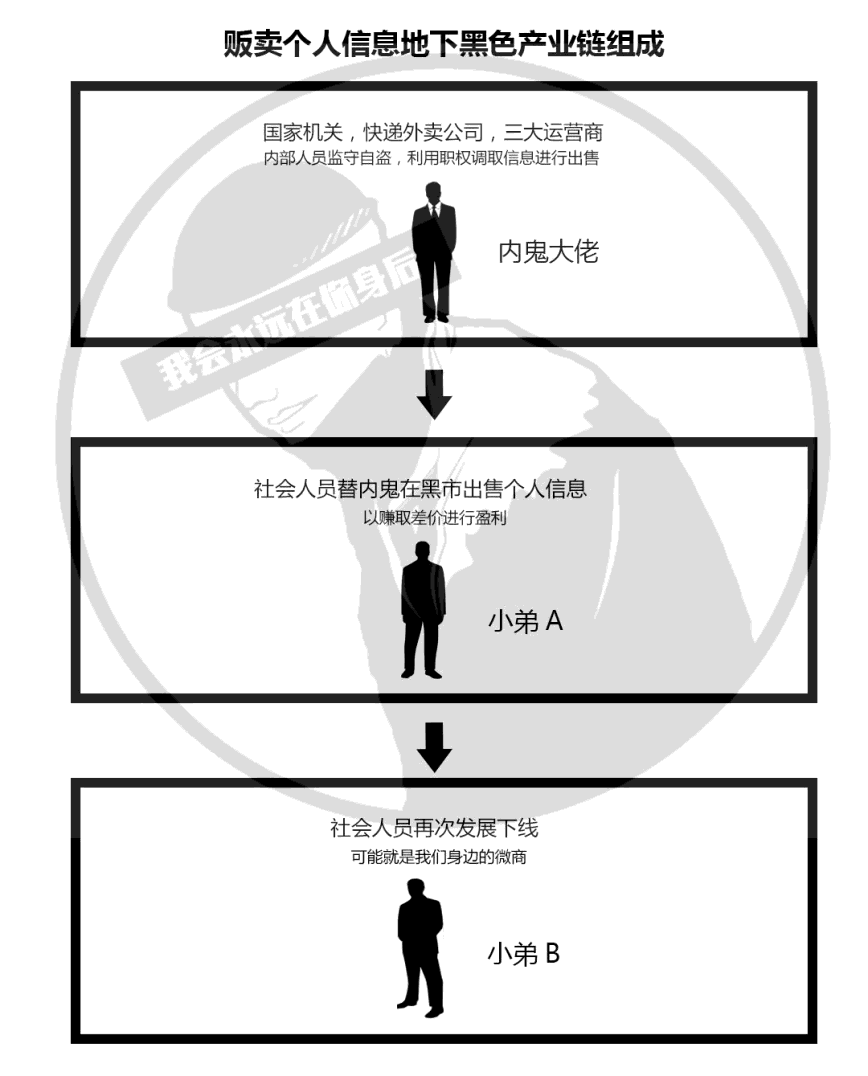 贩卖个人信息地下黑色产业链组成
国家机关，快递外卖公司，三大运营商
内部人员监守自盗，利用职权调取信息进行出售
内鬼大佬
我会永远在你身后
社会人员替内鬼在黑市出售个人信息
以赚取差价进行盈利
小弟 A
社会人员再次发展下线
可能就是我们身边的微商
小弟 B